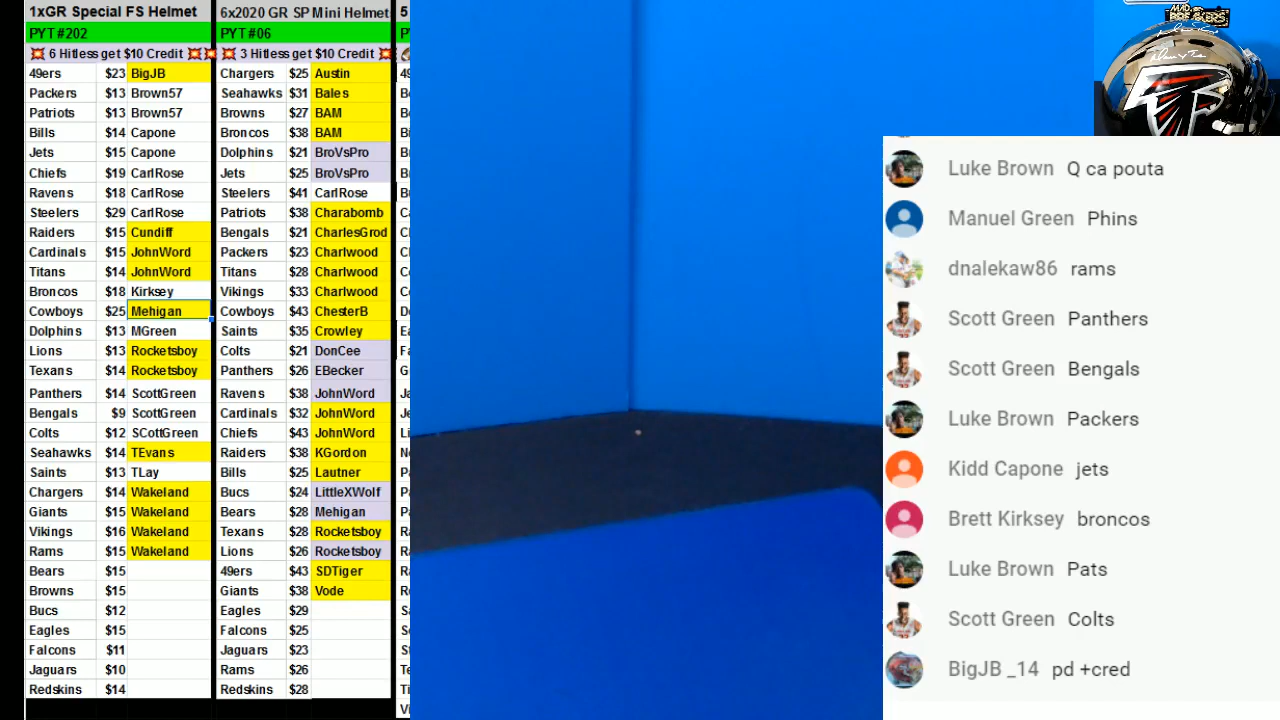 1xGR Special FS Helmet
PYT #202
6 Hitless get $10 Credit
49ers $23 BigJB
Packers $13 Brown57
Patriots $13 Brown57
Bills $14 Capone
Jets $15 Capone
Chiefs $19 CarlRose
Ravens $18 CarlRose
Steelers $29 CarlRose
Raiders $15 Cundiff
Cardinals $15 JohnWord
Titans $14 JohnWord
Broncos $18 Kirksey
Cowboys $25 Mehigan
Dolphins $13 MGreen
Lions $13 Rocketsboy
Texans $14 Rocketsboy
Panthers $14 ScottGreen
Bengals $9 ScottGreen
Colts $12 SCottGreen
Seahawks $14 TEvans
Saints $13 TLay
Chargers $14 Wakeland
Giants $14 Wakeland
Vikings $16 Wakeland
Rams $15 Wakeland
Bears $15
Browns $15
Bucs $12
Eagles $15
Falcons $11
Jaguars $10
Redskins $14
6x2020 GR SP Mini Helmet
PYT #06
3 Hitless get $10 Credit
Chargers $25 Austin
Seahawks $31 Bales
Browns $27 BAM
Broncos $38 BAM
Dolphins $21 BroVsPro
Jets $25 BroVsPro
Steelers $41 CarlRose
Patriots $38 Charabomb
Bengals $21 CharlesGrod
Packers $23 Charlwood
Titans $28 Charlwood
Vikings $33 Charlwood
Cowboys $43 ChesterB
Saints $35 Crowley
Colts $21 DonCee
Panthers $26 EBecker
Ravens $38 JohnWord
Cardinals $32 JohnWord
Chiefs $43 JohnWord
Raiders $38 KGordon
Bills $25 Lautner
Bucs $24 LittleXWolf
Bears $28 Mehigan
Texans $28 Rocketsboy
Lions $26 Rocketsboy
49ers $43 SDTiger
Giants $38 Vode
Eagles $29
Falcons $25
Jaguars $23
Rams $26
Redskins $28
5
Luke Brown Q ca pouta
Manuel Green Phins
dnalekaw86 rams
Scott Green Panthers
Scott Green Bengals
Luke Brown Packers
Kidd Capone jets
Brett Kirksey broncos
Luke Brown Pats
Scott Green Colts
BigJB _14 pd +cred